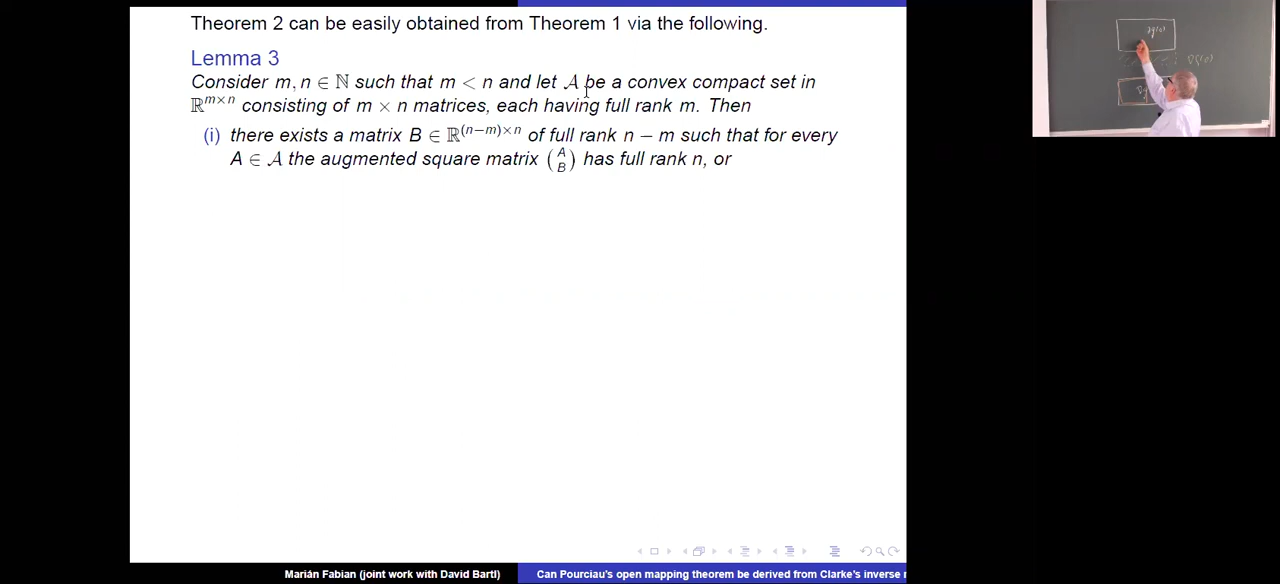 Theorem 2 can be easily obtained from Theorem 1 via the following.
Lemma 3
Consider m, n ∈ ℕ such that m < n and let 𝒜 be a convex compact set in
ℝ^{m×n} consisting of m × n matrices, each having full rank m. Then
(i) there exists a matrix B ∈ ℝ^{(n−m)×n} of full rank n − m such that for every
A ∈ 𝒜 the augmented square matrix (A/B) has full rank n, or
Marián Fabian (joint work with David Bartl)
Can Pourciau's open mapping theorem be derived from Clarke's inverse